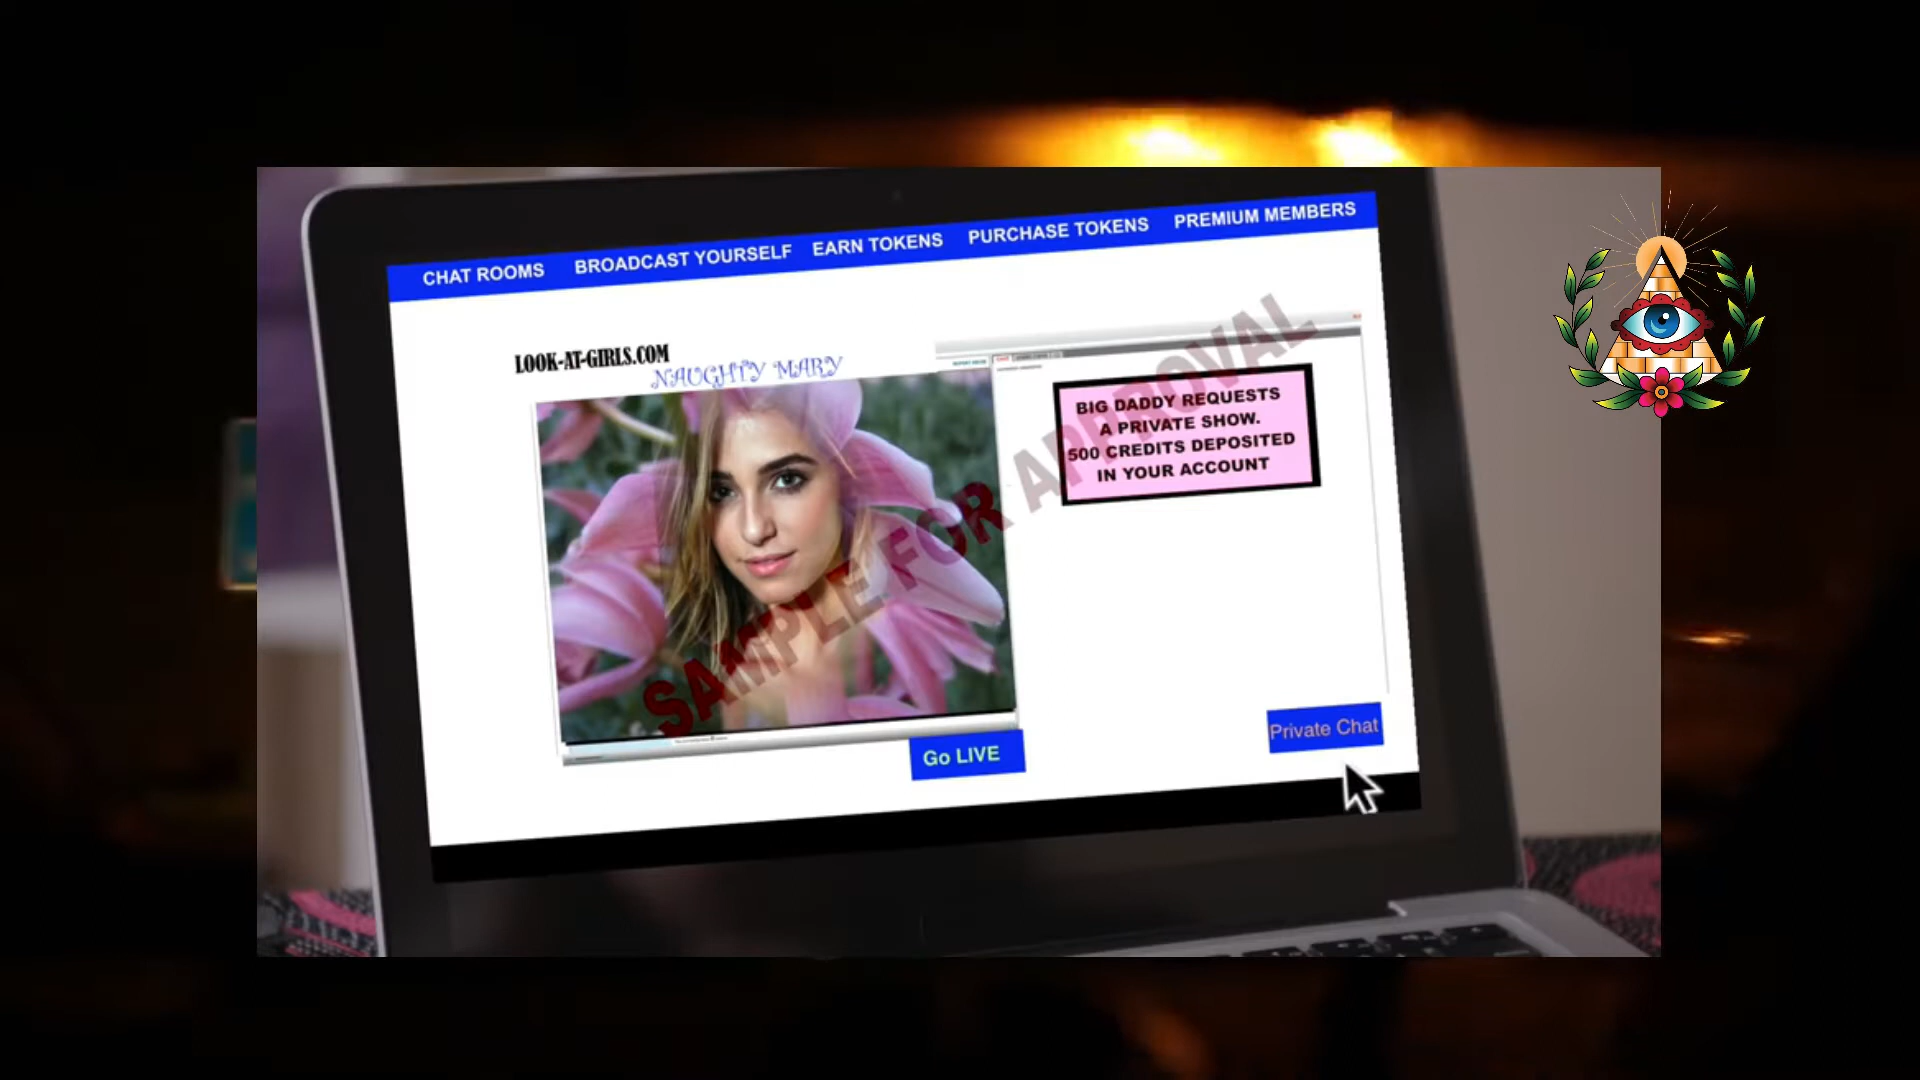 CHAT ROOMS BROADCAST YOURSELF EARN TOKENS PURCHASE TOKENS PREMIUM MEMBERS
LOOK-AT-GIRLS.COM
NAUGHTY MARY
BIG DADDY REQUESTS
A PRIVATE SHOW.
500 CREDITS DEPOSITED
IN YOUR ACCOUNT
SAMPLE FOR APPROVAL
Go LIVE
Private Chat